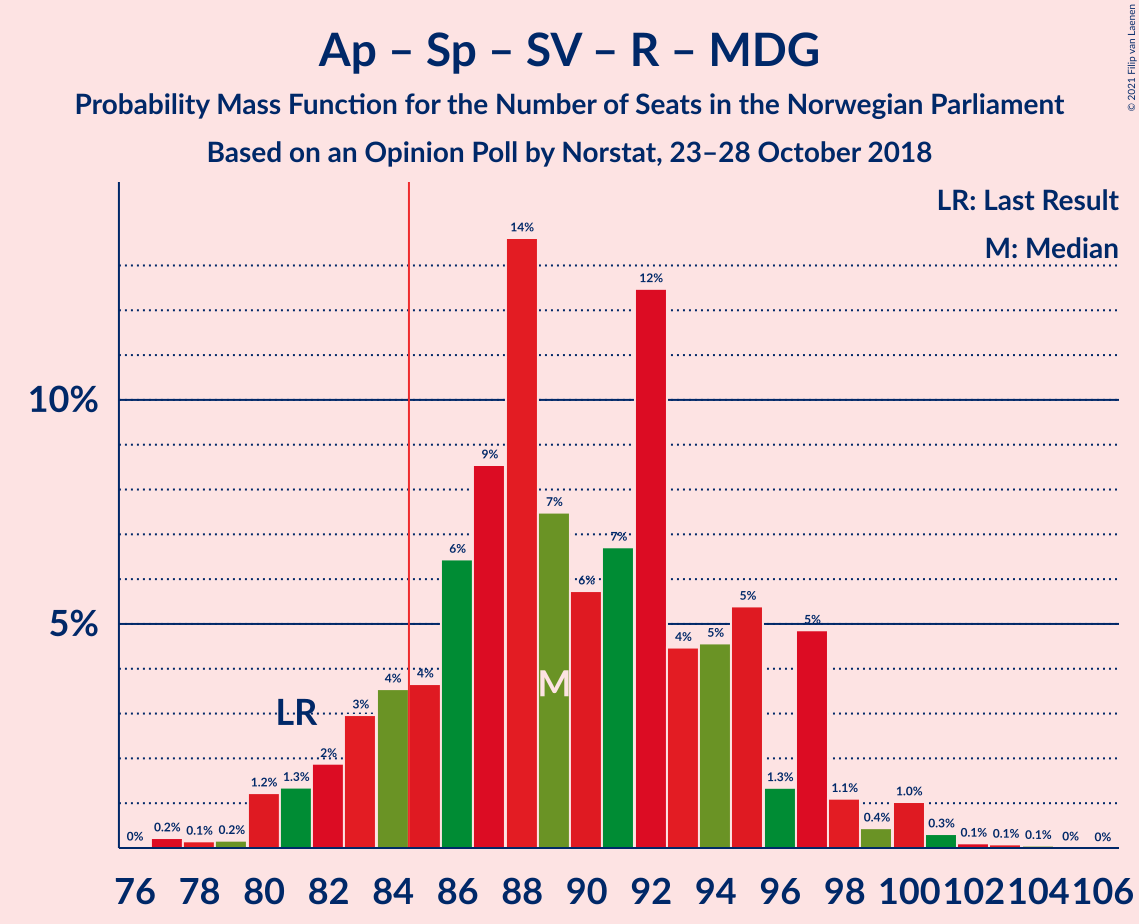 © 2021 Filip van Laenen
Ap – Sp – SV – R – MDG
Probability Mass Function for the Number of Seats in the Norwegian Parliament
Based on an Opinion Poll by Norstat, 23–28 October 2018
LR: Last Result
M: Median
10%
5%
0% 0.2% 0.1% 0.2% 1.2% 1.3% 2% 3% 4% 4% 6% 9% 14% 7% 6% 7% 12% 4% 5% 5% 1.3% 5% 1.1% 0.4% 1.0% 0.3% 0.1% 0.1% 0.1% 0% 0%
LR
M
76 78 80 82 84 86 88 90 92 94 96 98 100 102 104 106